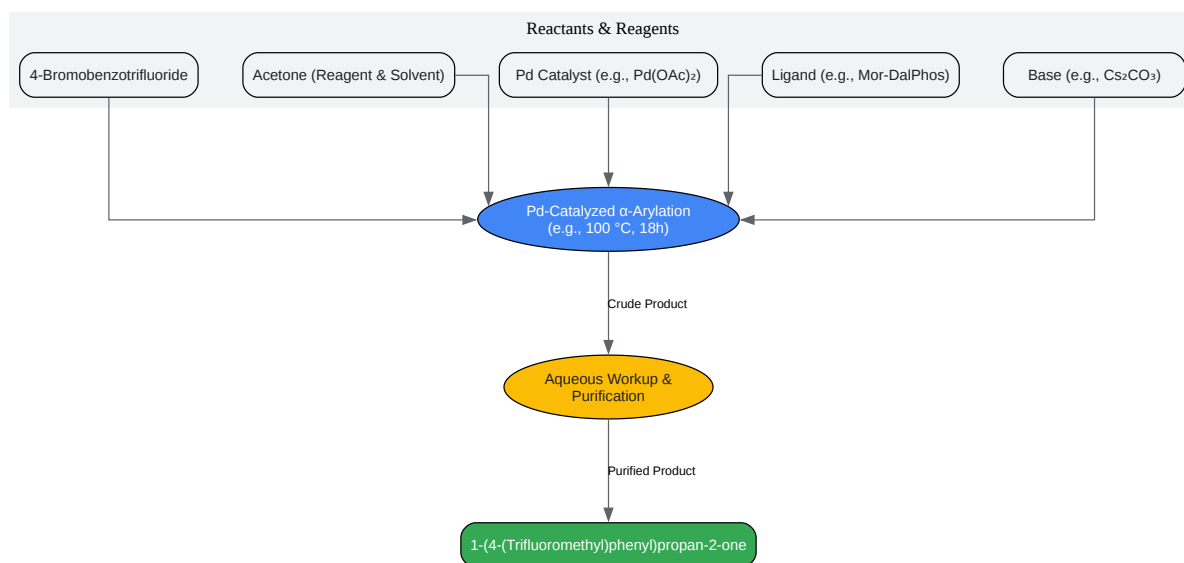 Reactants & Reagents
4-Bromobenzotrifluoride
Acetone (Reagent & Solvent)
Pd Catalyst (e.g., Pd(OAc)₂)
Ligand (e.g., Mor-DalPhos)
Base (e.g., Cs₂CO₃)
Pd-Catalyzed α-Arylation
(e.g., 100 °C, 18h)
Crude Product
Aqueous Workup &
Purification
Purified Product
1-(4-(Trifluoromethyl)phenyl)propan-2-one